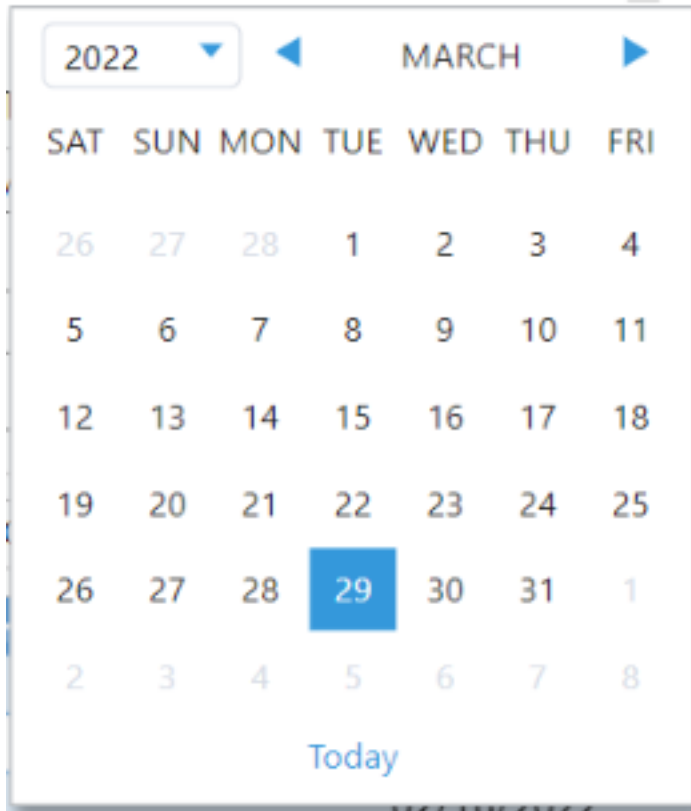 2022 MARCH
SAT SUN MON TUE WED THU FRI
26 27 28 1 2 3 4
5 6 7 8 9 10 11
12 13 14 15 16 17 18
19 20 21 22 23 24 25
26 27 28 29 30 31 1
2 3 4 5 6 7 8
Today